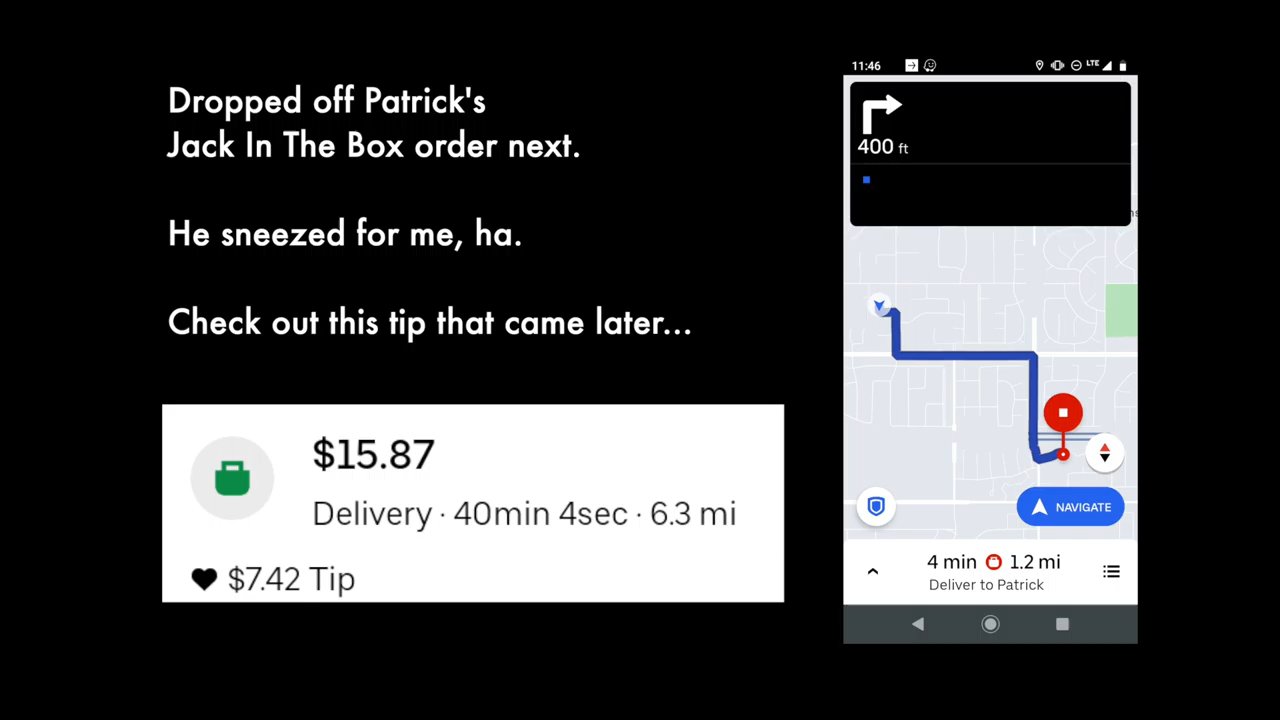 Dropped off Patrick's
Jack In The Box order next.
He sneezed for me, ha.
Check out this tip that came later...
$15.87
Delivery · 40min 4sec · 6.3 mi
$7.42 Tip
11:46
LTE
400 ft
NAVIGATE
4 min 1.2 mi
Deliver to Patrick